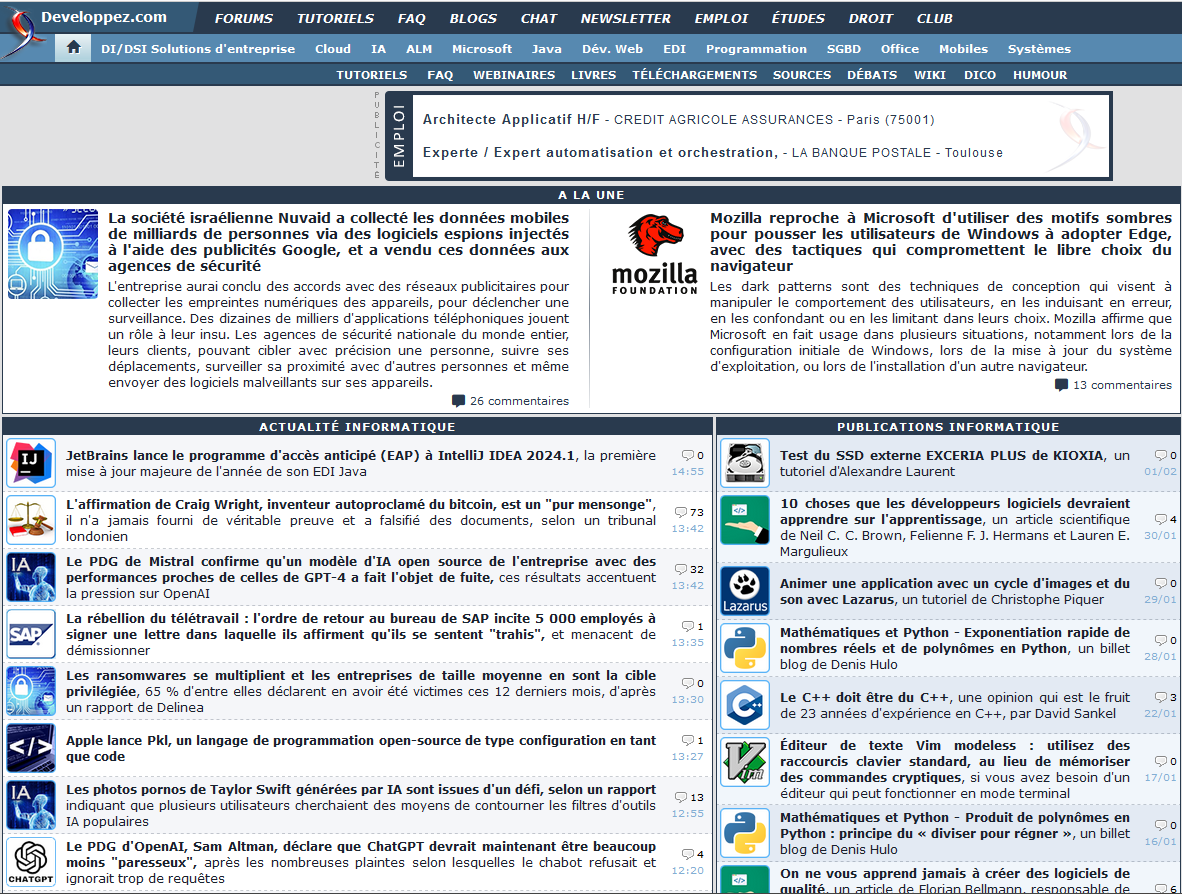 Developpez.com
FORUMS TUTORIELS FAQ BLOGS CHAT NEWSLETTER EMPLOI ÉTUDES DROIT CLUB
DI/DSI Solutions d'entreprise Cloud IA ALM Microsoft Java Dév. Web EDI Programmation SGBD Office Mobiles Systèmes
TUTORIELS FAQ WEBINAIRES LIVRES TÉLÉCHARGEMENTS SOURCES DÉBATS WIKI DICO HUMOUR
PUBLICITÉ
EMPLOI
Architecte Applicatif H/F - CREDIT AGRICOLE ASSURANCES - Paris (75001)
Experte / Expert automatisation et orchestration, - LA BANQUE POSTALE - Toulouse
A LA UNE
La société israélienne Nuvaid a collecté les données mobiles
de milliards de personnes via des logiciels espions injectés
à l'aide des publicités Google, et a vendu ces données aux
agences de sécurité
L'entreprise aurai conclu des accords avec des réseaux publicitaires pour
collecter les empreintes numériques des appareils, pour déclencher une
surveillance. Des dizaines de milliers d'applications téléphoniques jouent
un rôle à leur insu. Les agences de sécurité nationale du monde entier,
leurs clients, pouvant cibler avec précision une personne, suivre ses
déplacements, surveiller sa proximité avec d'autres personnes et même
envoyer des logiciels malveillants sur ses appareils.
26 commentaires
mozilla
FOUNDATION
Mozilla reproche à Microsoft d'utiliser des motifs sombres
pour pousser les utilisateurs de Windows à adopter Edge,
avec des tactiques qui compromettent le libre choix du
navigateur
Les dark patterns sont des techniques de conception qui visent à
manipuler le comportement des utilisateurs, en les induisant en erreur,
en les confondant ou en les limitant dans leurs choix. Mozilla affirme que
Microsoft en fait usage dans plusieurs situations, notamment lors de la
configuration initiale de Windows, lors de la mise à jour du système
d'exploitation, ou lors de l'installation d'un autre navigateur.
13 commentaires
ACTUALITÉ INFORMATIQUE
IJ
JetBrains lance le programme d'accès anticipé (EAP) à IntelliJ IDEA 2024.1, la première
mise à jour majeure de l'année de son EDI Java
0
14:55
L'affirmation de Craig Wright, inventeur autoproclamé du bitcoin, est un "pur mensonge",
il n'a jamais fourni de véritable preuve et a falsifié des documents, selon un tribunal
londonien
73
13:42
IA
Le PDG de Mistral confirme qu'un modèle d'IA open source de l'entreprise avec des
performances proches de celles de GPT-4 a fait l'objet de fuite, ces résultats accentuent
la pression sur OpenAI
32
13:42
SAP
La rébellion du télétravail : l'ordre de retour au bureau de SAP incite 5 000 employés à
signer une lettre dans laquelle ils affirment qu'ils se sentent "trahis", et menacent de
démissionner
1
13:35
Les ransomwares se multiplient et les entreprises de taille moyenne en sont la cible
privilégiée, 65 % d'entre elles déclarent en avoir été victimes ces 12 derniers mois, d'après
un rapport de Delinea
0
13:30
</>
Apple lance Pkl, un langage de programmation open-source de type configuration en tant
que code
1
13:27
IA
Les photos pornos de Taylor Swift générées par IA sont issues d'un défi, selon un rapport
indiquant que plusieurs utilisateurs cherchaient des moyens de contourner les filtres d'outils
IA populaires
13
12:55
CHATGPT
Le PDG d'OpenAI, Sam Altman, déclare que ChatGPT devrait maintenant être beaucoup
moins "paresseux", après les nombreuses plaintes selon lesquelles le chabot refusait et
ignorait trop de requêtes
4
12:20
PUBLICATIONS INFORMATIQUE
Test du SSD externe EXCERIA PLUS de KIOXIA, un
tutoriel d'Alexandre Laurent
0
01/02
</>
10 choses que les développeurs logiciels devraient
apprendre sur l'apprentissage, un article scientifique
de Neil C. C. Brown, Felienne F. J. Hermans et Lauren E.
Margulieux
4
30/01
Lazarus
Animer une application avec un cycle d'images et du
son avec Lazarus, un tutoriel de Christophe Piquer
0
29/01
Mathématiques et Python - Exponentiation rapide de
nombres réels et de polynômes en Python, un billet
blog de Denis Hulo
0
28/01
C++
Le C++ doit être du C++, une opinion qui est le fruit
de 23 années d'expérience en C++, par David Sankel
3
22/01
Vim
Éditeur de texte Vim modeless : utilisez des
raccourcis clavier standard, au lieu de mémoriser
des commandes cryptiques, si vous avez besoin d'un
éditeur qui peut fonctionner en mode terminal
0
17/01
Mathématiques et Python - Produit de polynômes en
Python : principe du « diviser pour régner », un billet
blog de Denis Hulo
0
16/01
</>
On ne vous apprend jamais à créer des logiciels de
qualité, un article de Florian Bellmann, responsable de
6